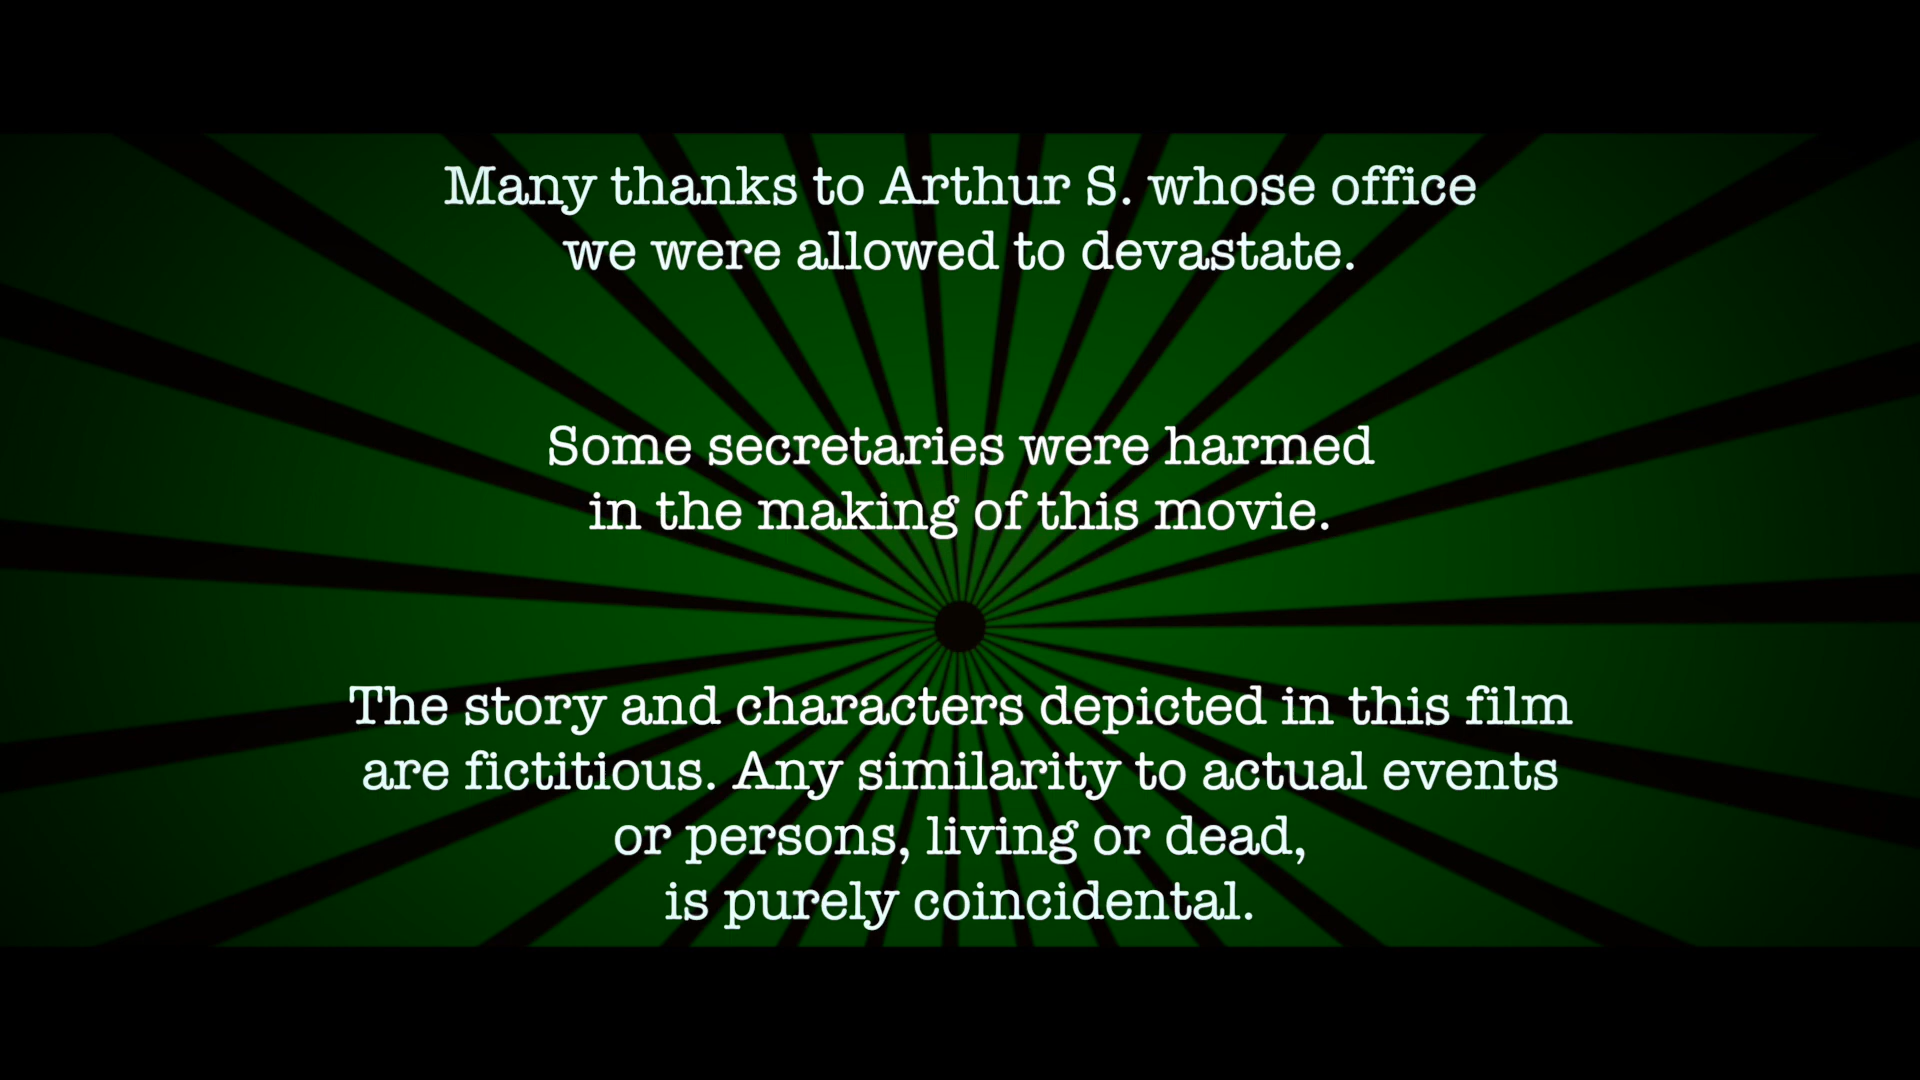 Many thanks to Arthur S. whose office
we were allowed to devastate.
Some secretaries were harmed
in the making of this movie.
The story and characters depicted in this film
are fictitious. Any similarity to actual events
or persons, living or dead,
is purely coincidental.